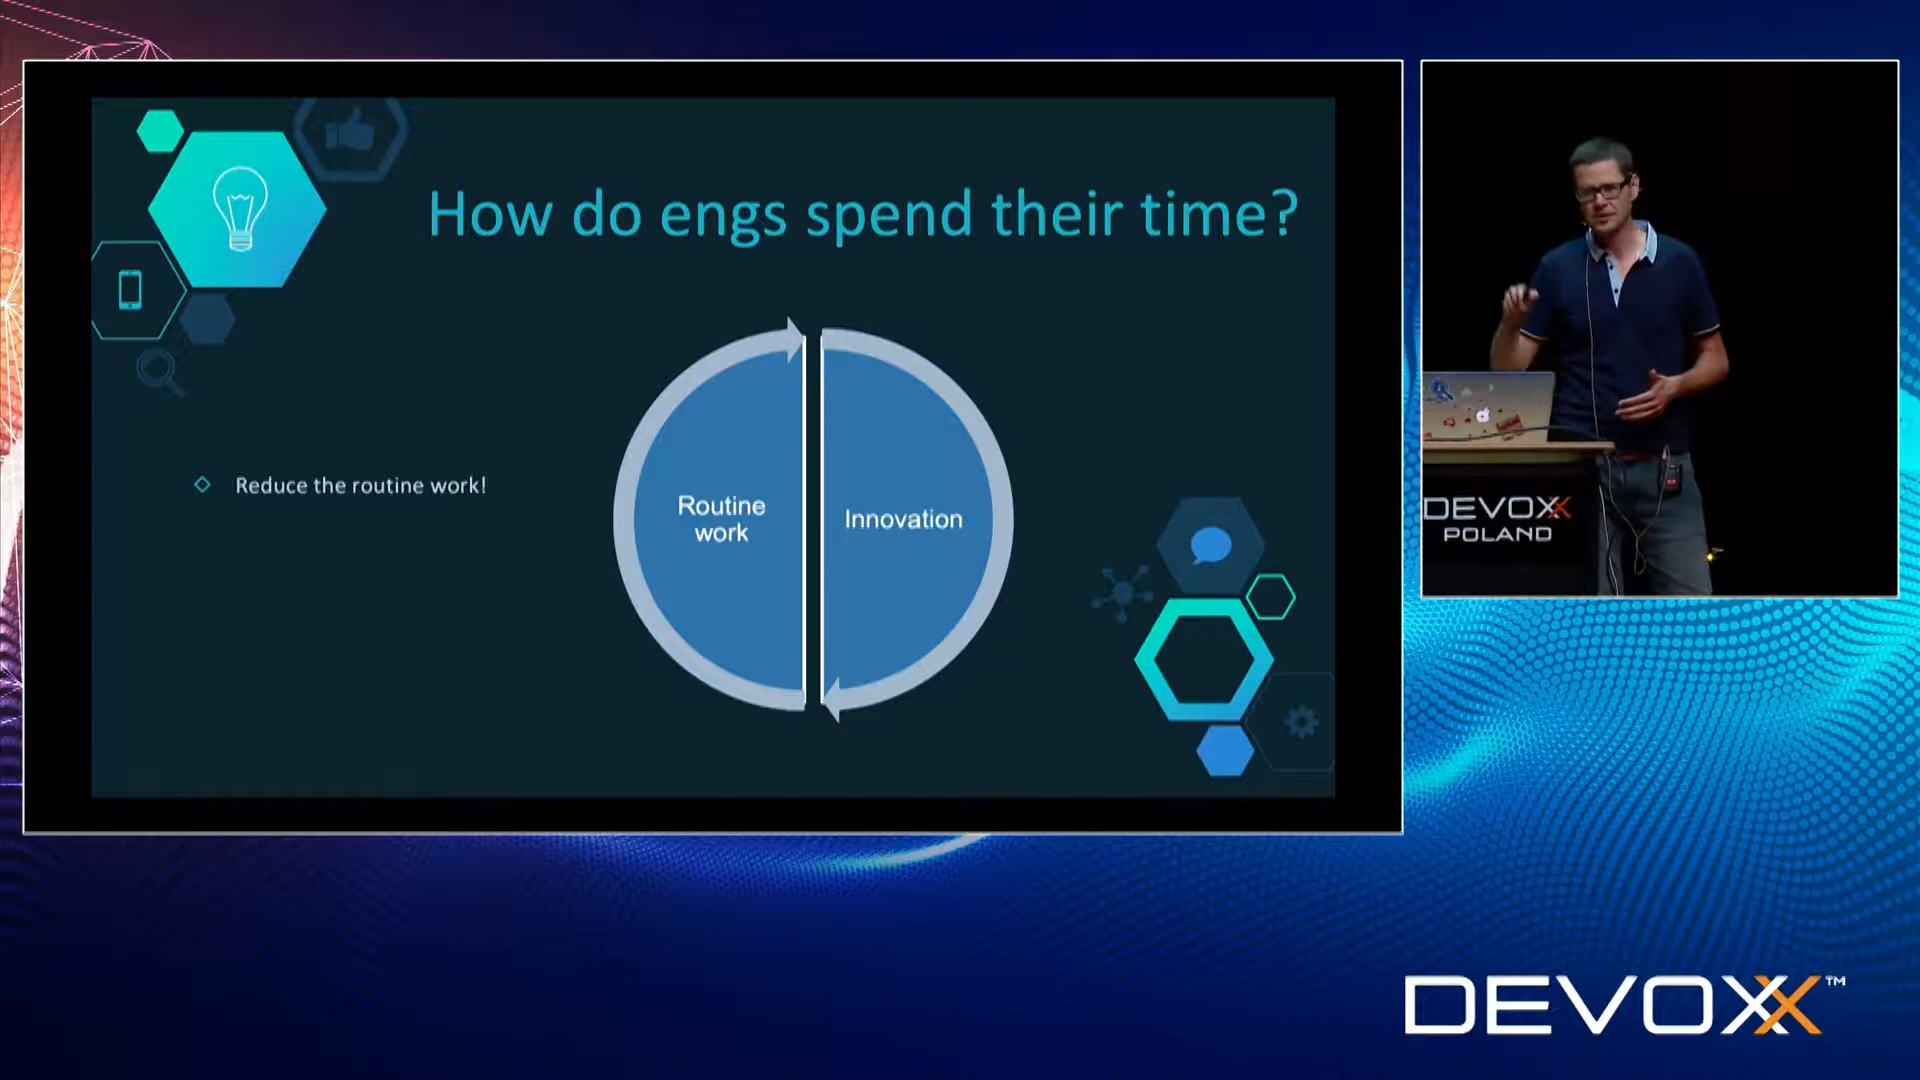 How do engs spend their time?
Reduce the routine work!
Routine
work
Innovation
DEVOXX
POLAND
DEVOXX™